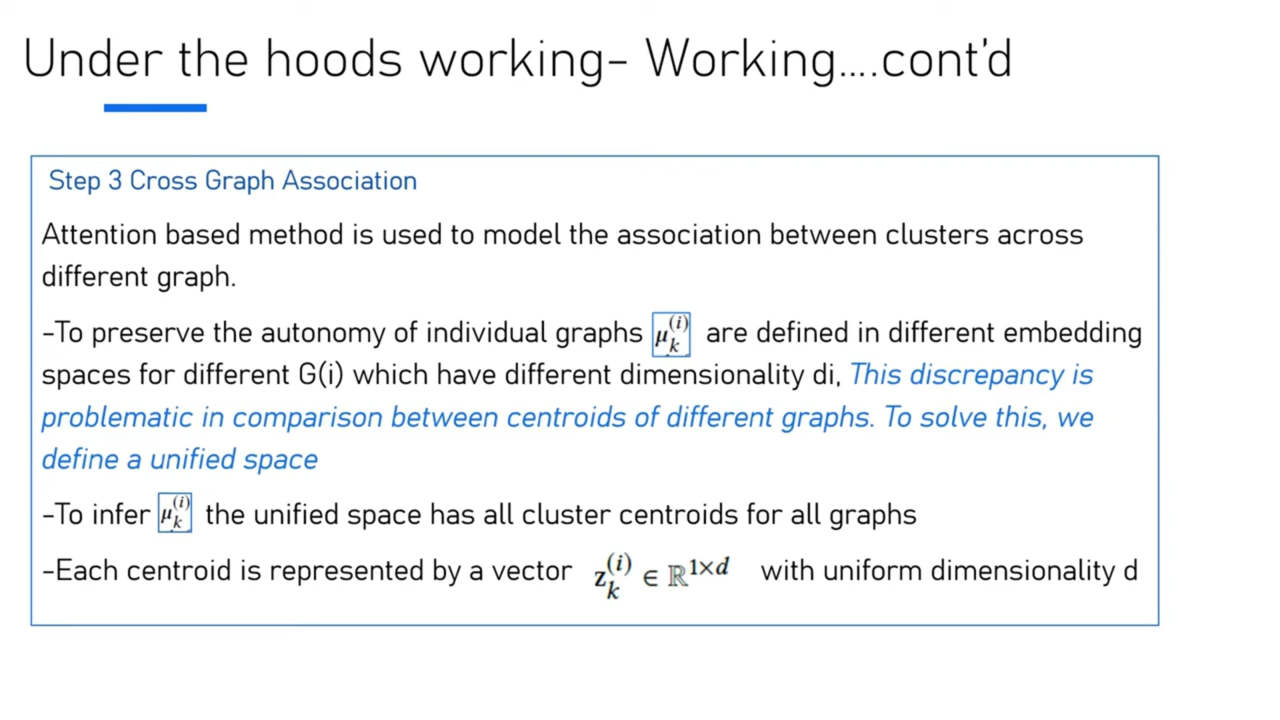 Under the hoods working- Working....cont'd
Step 3 Cross Graph Association
Attention based method is used to model the association between clusters across
different graph.
-To preserve the autonomy of individual graphs μ_k^(i) are defined in different embedding
spaces for different G(i) which have different dimensionality di, This discrepancy is
problematic in comparison between centroids of different graphs. To solve this, we
define a unified space
-To infer μ_k^(i) the unified space has all cluster centroids for all graphs
-Each centroid is represented by a vector z_k^(i) ∈ ℝ^1×d with uniform dimensionality d